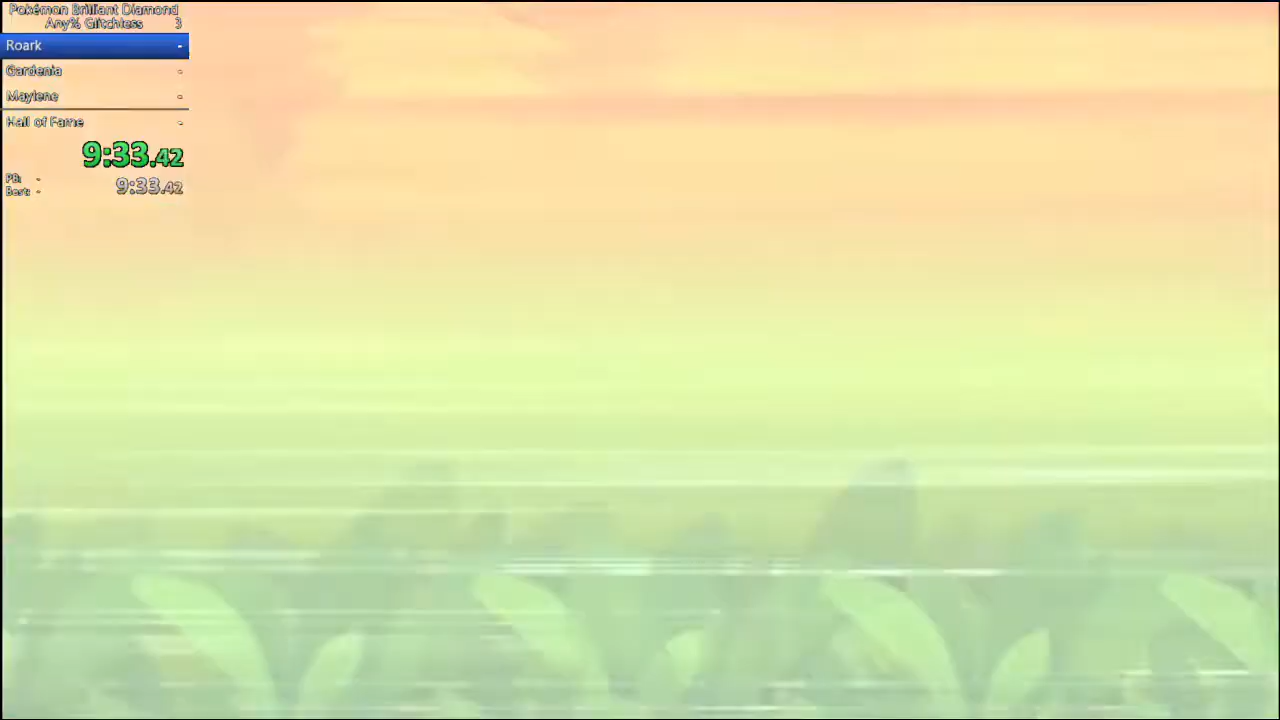 Pokémon Brilliant Diamond
Any% Glitchless 3
Roark -
Gardenia -
Maylene -
Hall of Fame -
9:33.42
PB: -
Best: -
9:33.42